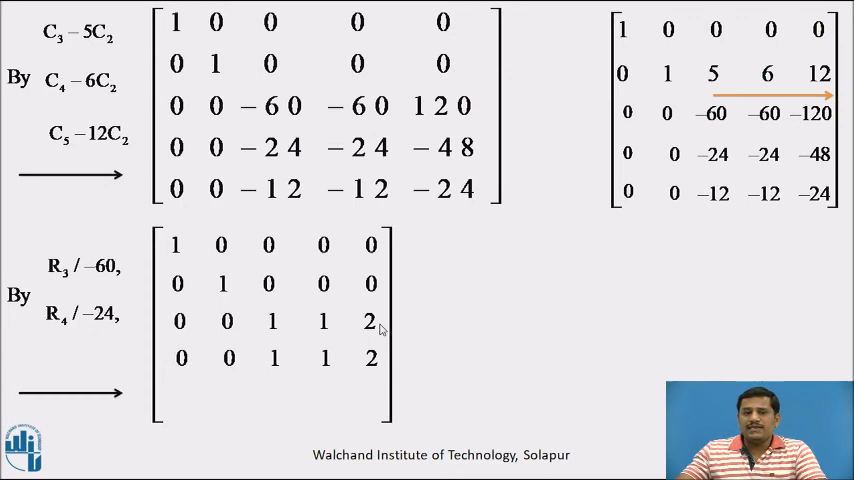 C₃ – 5C₂
By C₄ – 6C₂
C₅ – 12C₂
1 0 0 0 0
0 1 0 0 0
0 0 –60 –60 120
0 0 –24 –24 –48
0 0 –12 –12 –24
1 0 0 0 0
0 1 5 6 12
0 0 –60 –60 –120
0 0 –24 –24 –48
0 0 –12 –12 –24
R₃ / –60,
By
R₄ / –24,
1 0 0 0 0
0 1 0 0 0
0 0 1 1 2
0 0 1 1 2
WALCHAND INSTITUTE OF TECHNOLOGY
Walchand Institute of Technology, Solapur